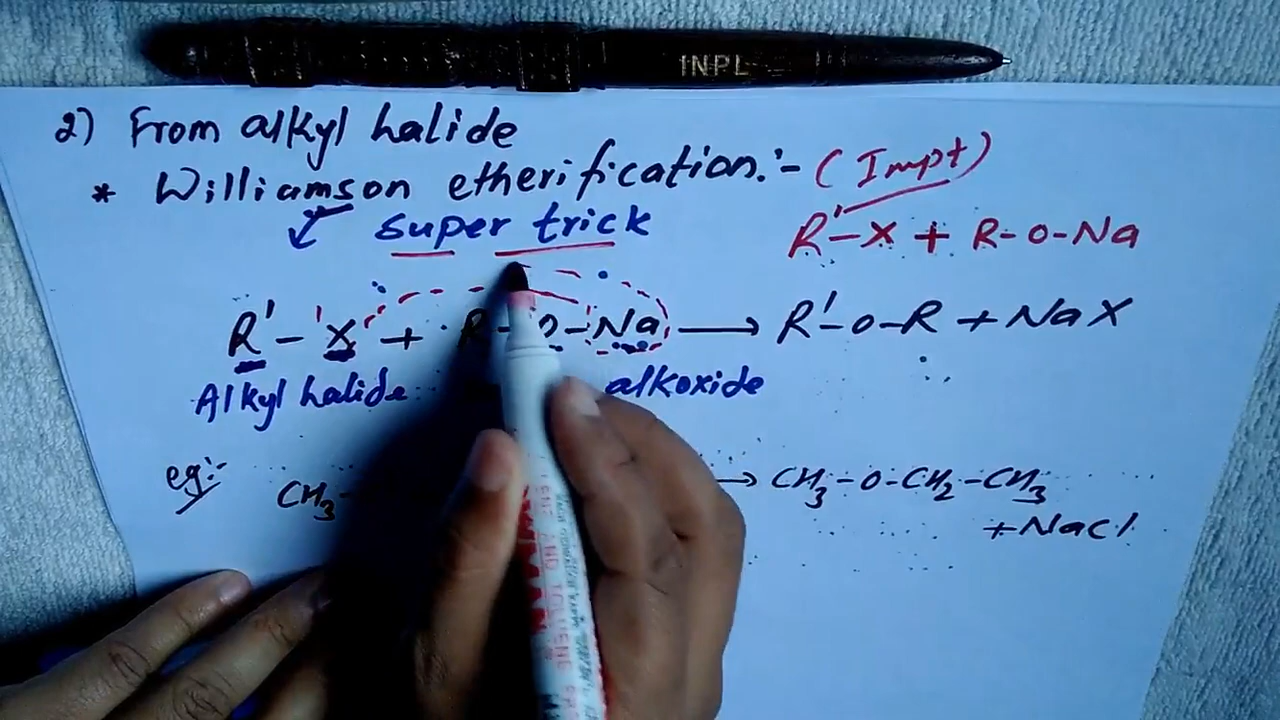 INPL
2) From alkyl halide
* Williamson etherification:- (Impt)
super trick
R'-X + R-O-Na
R'-X + R-O-Na → R'-O-R + NaX
Alkyl halide alkoxide
eg:- CH3- → CH3-O-CH2-CH3
+NaCl